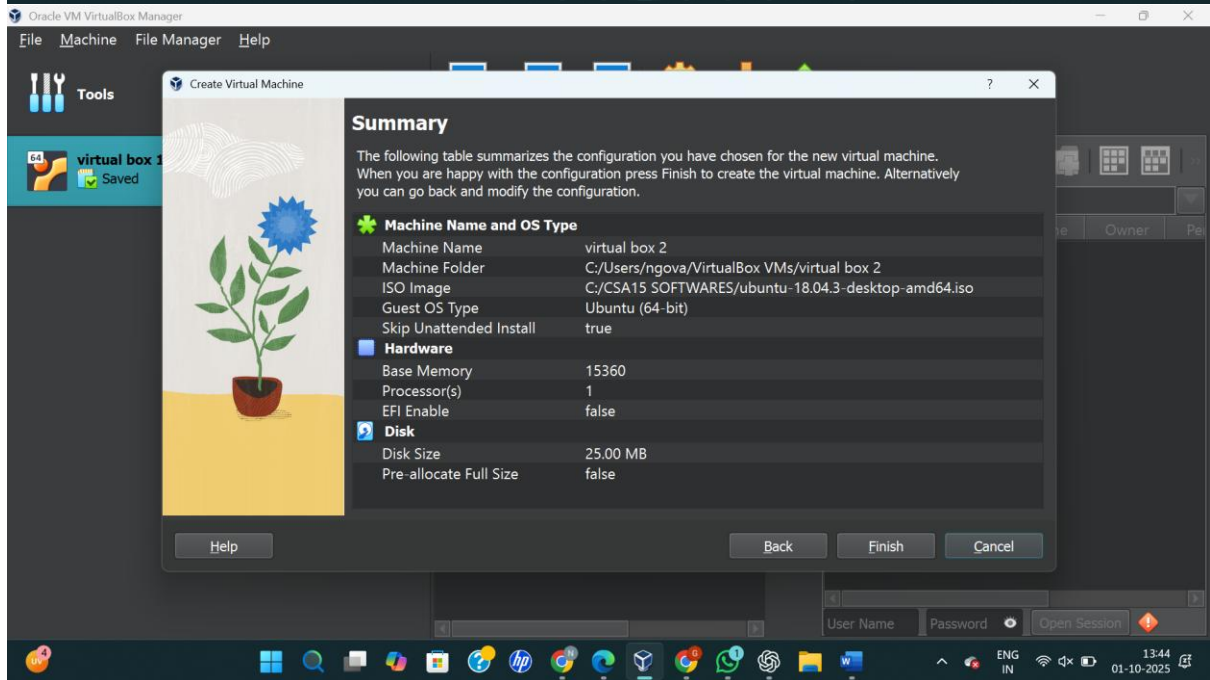 Oracle VM VirtualBox Manager
File Machine File Manager Help
Tools
Create Virtual Machine
?
64
virtual box 1
Saved
Summary
The following table summarizes the configuration you have chosen for the new virtual machine.
When you are happy with the configuration press Finish to create the virtual machine. Alternatively
you can go back and modify the configuration.
Machine Name and OS Type
Machine Name virtual box 2
Machine Folder C:/Users/ngova/VirtualBox VMs/virtual box 2
ISO Image C:/CSA15 SOFTWARES/ubuntu-18.04.3-desktop-amd64.iso
Guest OS Type Ubuntu (64-bit)
Skip Unattended Install true
Hardware
Base Memory 15360
Processor(s) 1
EFI Enable false
Disk
Disk Size 25.00 MB
Pre-allocate Full Size false
Owner
Help Back Finish Cancel
User Name Password Open Session
ENG
IN
13:44
01-10-2025